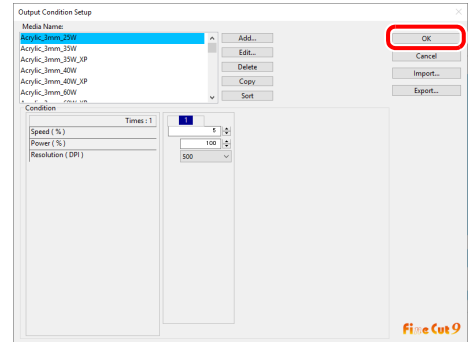 Output Condition Setup
Media Name:
Acrylic_3mm_25W
Acrylic_3mm_35W
Acrylic_3mm_35W_XP
Acrylic_3mm_40W
Acrylic_3mm_40W_XP
Acrylic_3mm_60W
Add...
Edit...
Delete
Copy
Sort
OK
Cancel
Import...
Export...
Condition
Times : 1
1
Speed ( % )
5
Power ( % )
100
Resolution ( DPI )
500
Fine Cut 9